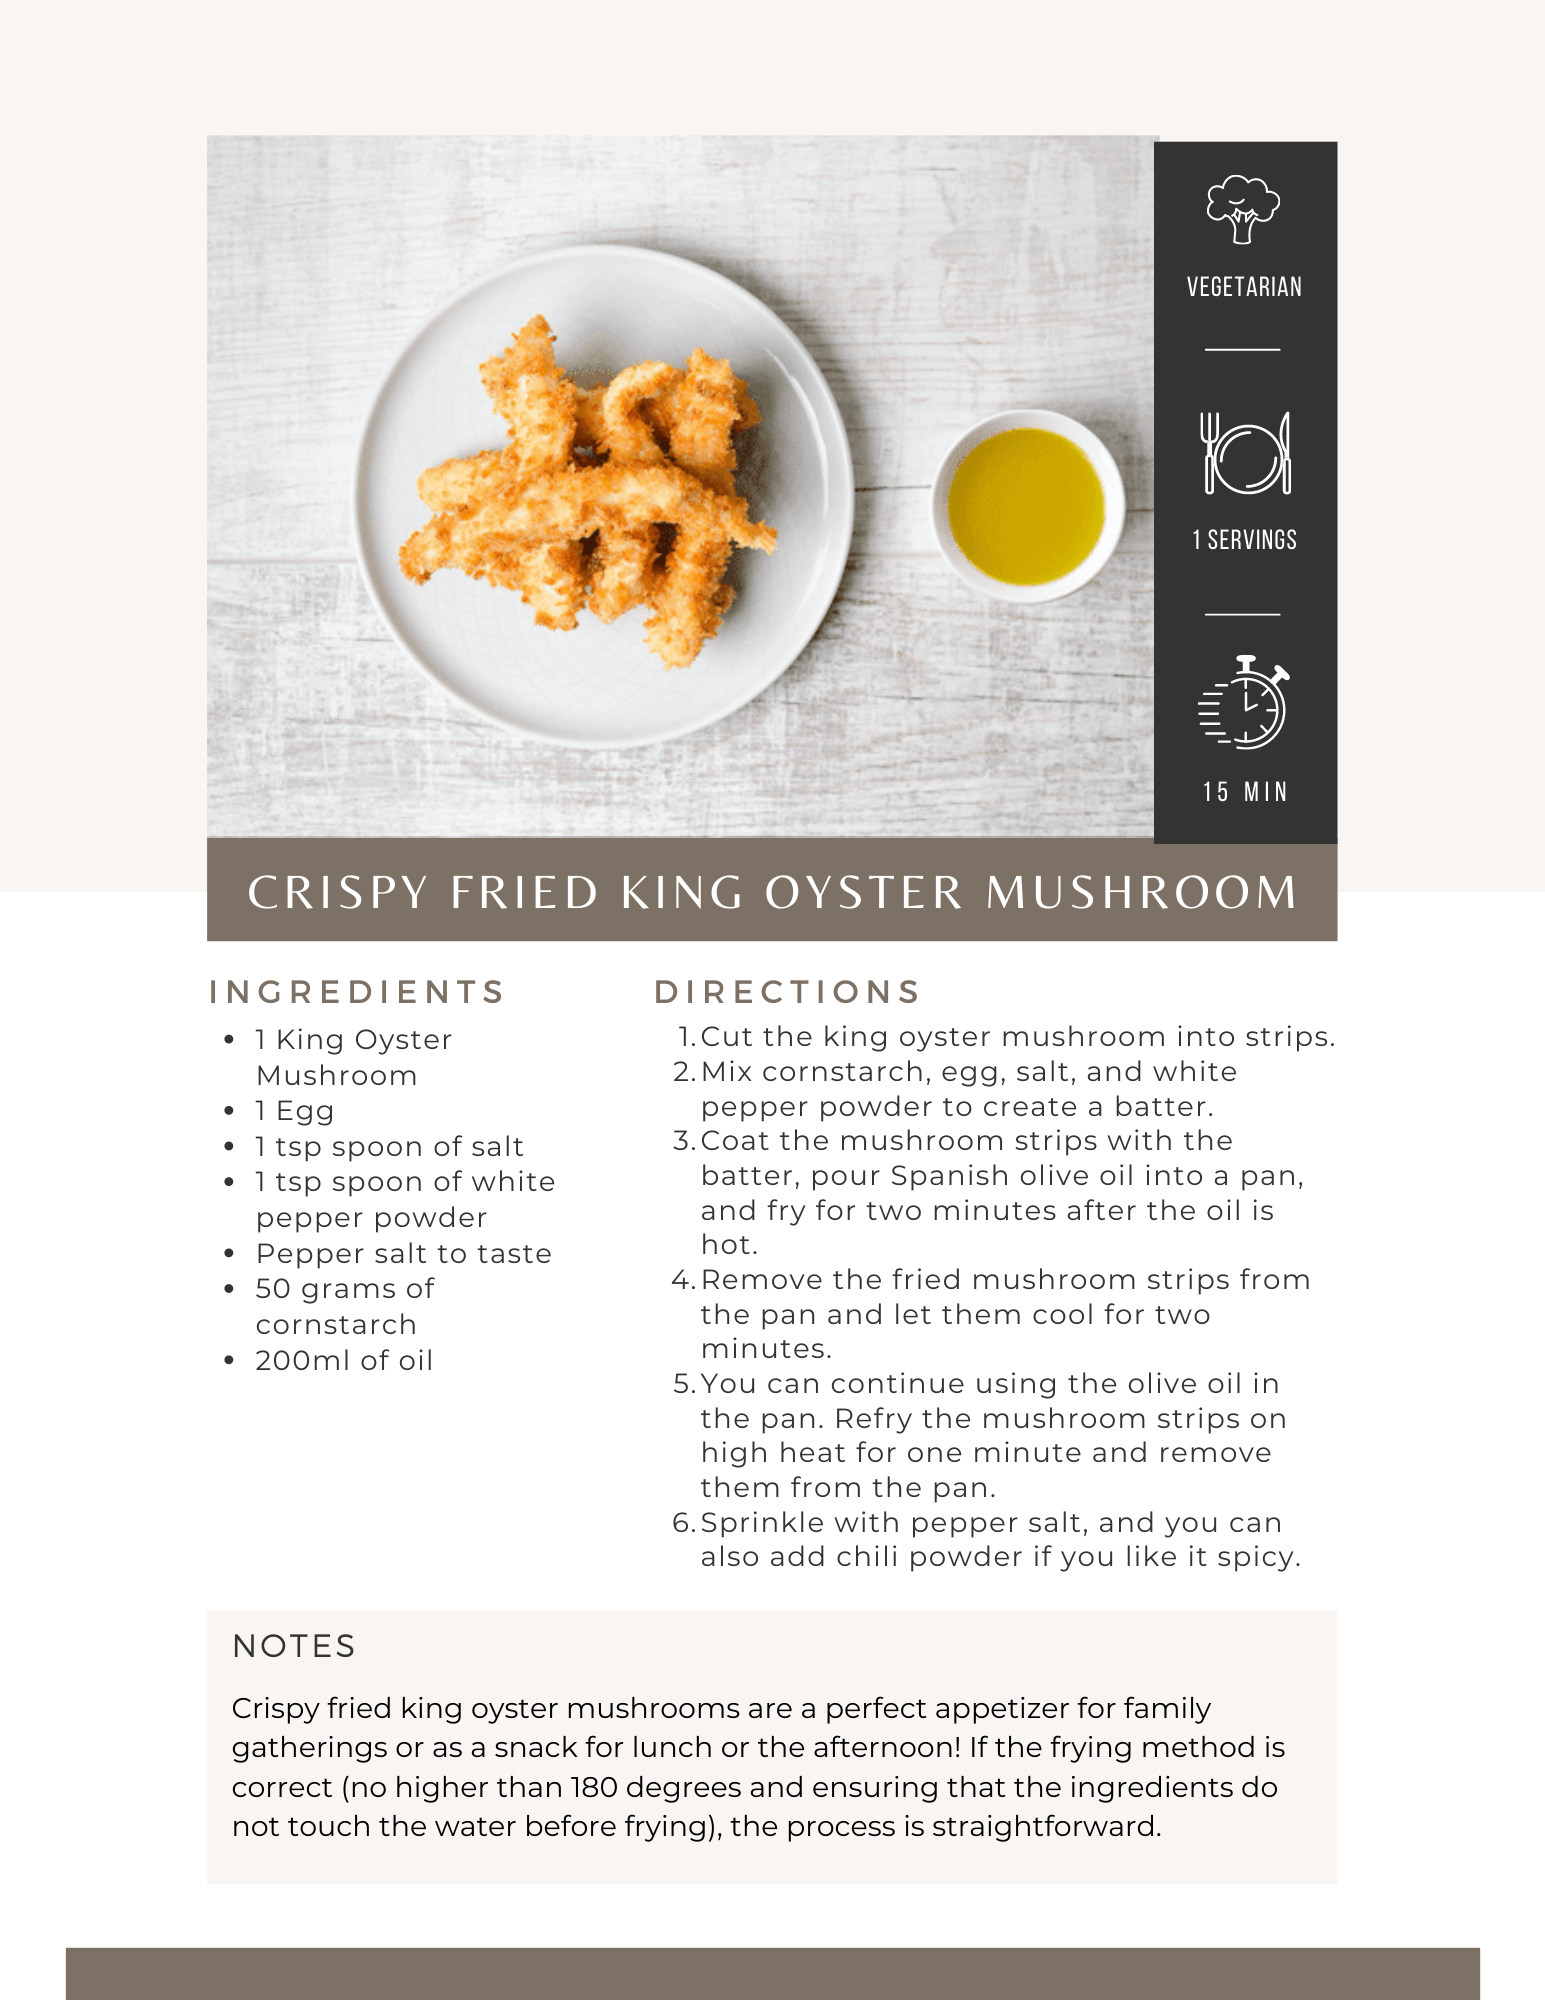 VEGETARIAN
1 SERVINGS
15 MIN
CRISPY FRIED KING OYSTER MUSHROOM
INGREDIENTS
• 1 King Oyster
Mushroom
• 1 Egg
• 1 tsp spoon of salt
• 1 tsp spoon of white
pepper powder
• Pepper salt to taste
• 50 grams of
cornstarch
• 200ml of oil
DIRECTIONS
1. Cut the king oyster mushroom into strips.
2. Mix cornstarch, egg, salt, and white
pepper powder to create a batter.
3. Coat the mushroom strips with the
batter, pour Spanish olive oil into a pan,
and fry for two minutes after the oil is
hot.
4. Remove the fried mushroom strips from
the pan and let them cool for two
minutes.
5. You can continue using the olive oil in
the pan. Refry the mushroom strips on
high heat for one minute and remove
them from the pan.
6. Sprinkle with pepper salt, and you can
also add chili powder if you like it spicy.
NOTES
Crispy fried king oyster mushrooms are a perfect appetizer for family
gatherings or as a snack for lunch or the afternoon! If the frying method is
correct (no higher than 180 degrees and ensuring that the ingredients do
not touch the water before frying), the process is straightforward.